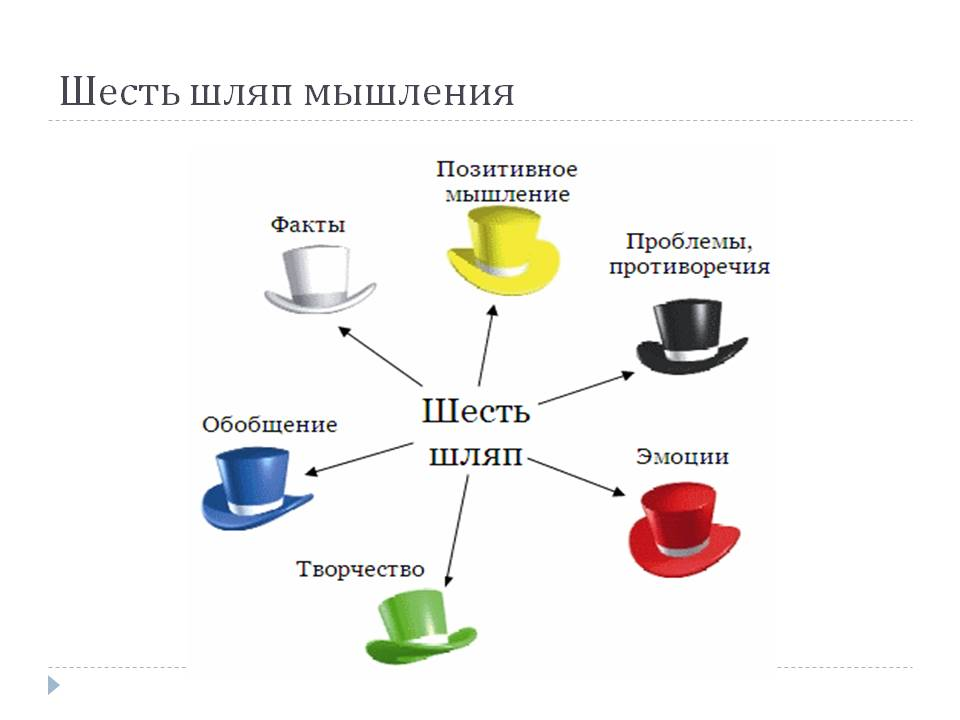 Шесть шляп мышления
Позитивное
мышление
Факты
Проблемы,
противоречия
Шесть
шляп
Обобщение
Эмоции
Творчество